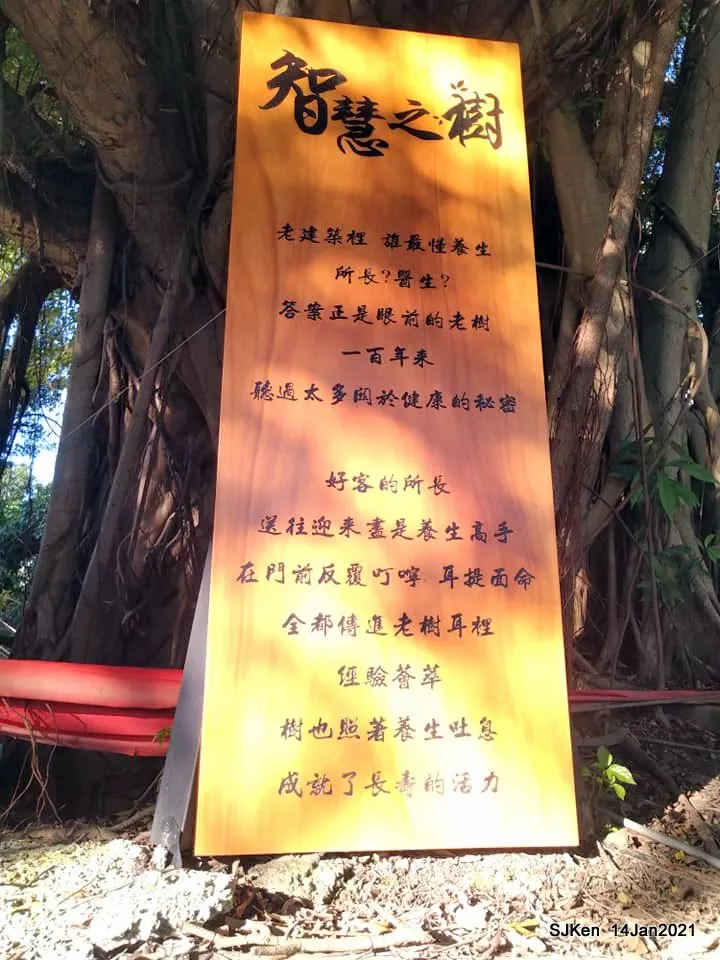 智慧之樹
老建築裡 誰最懂養生
所長?醫生?
答案正是眼前的老樹
一百年来
聽過太多關於健康的秘密
好客的所長
送往迎来盡是養生高手
在門前反覆叮嚀 耳提面命
全都傳進老樹耳裡
經驗薈萃
樹也照著養生吐息
成就了長壽的活力
SJKen 14Jan2021